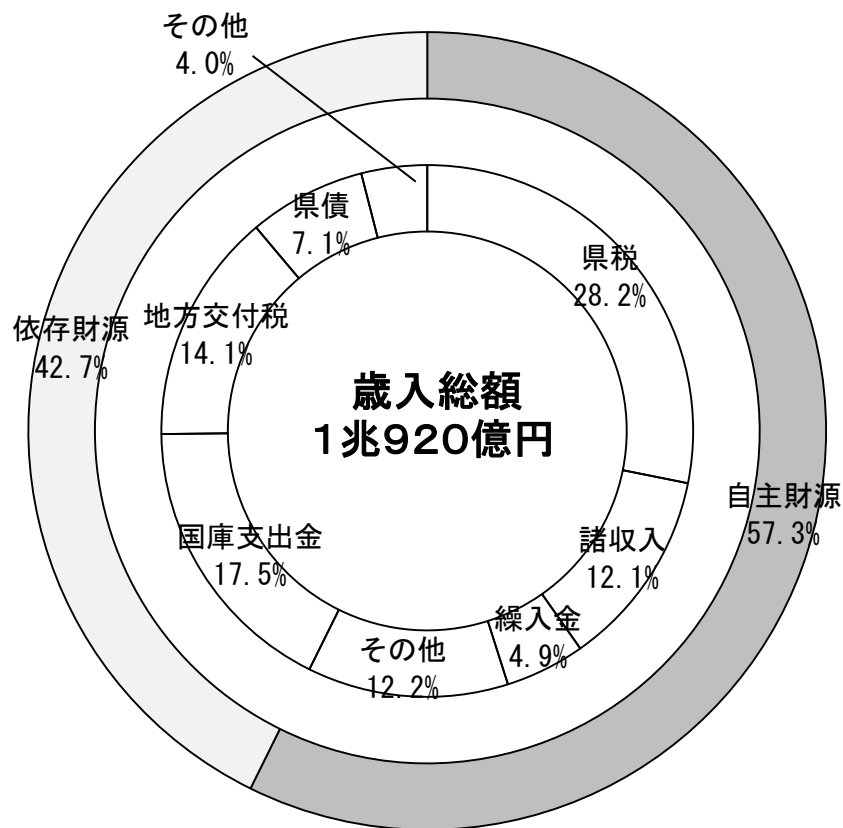 その他
4.0%
県債
7.1%
県税
28.2%
地方交付税
14.1%
依存財源
42.7%
歳入総額
1兆920億円
自主財源
57.3%
国庫支出金
17.5%
諸収入
12.1%
繰入金
4.9%
その他
12.2%